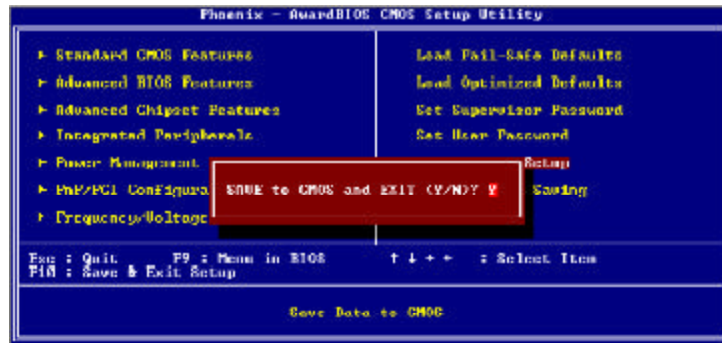 Phoenix - AwardBIOS CMOS Setup Utility
Standard CMOS Features
Advanced BIOS Features
Advanced Chipset Features
Integrated Peripherals
Power Management
PnP/PCI Configura
Frequency/Voltage
Load Fail-Safe Defaults
Load Optimized Defaults
Set Supervisor Password
Set User Password
Setup
Saving
SAVE to CMOS and EXIT (Y/N)? Y
Esc : Quit F9 : Menu in BIOS ↑ ↓ → ← : Select Item
F10 : Save & Exit Setup
Save Data to CMOS